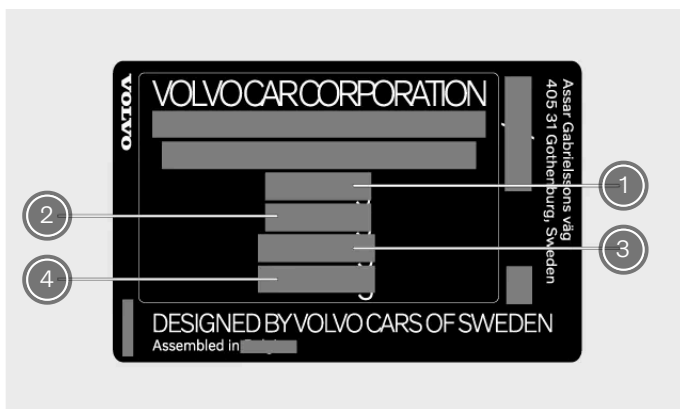 VOLVO
VOLVO CAR CORPORATION
Assar Gabrielssons väg
405 31 Gothenburg, Sweden
1
2
3
4
DESIGNED BY VOLVO CARS OF SWEDEN
Assembled in